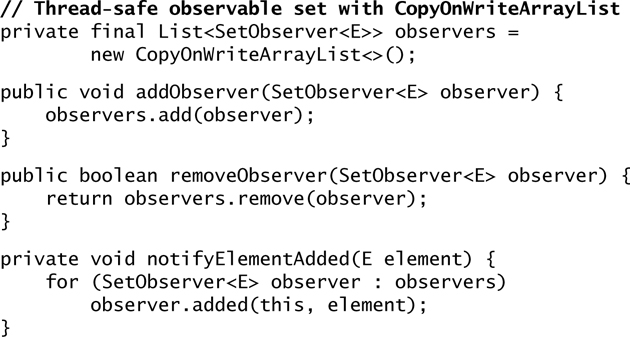 // Thread-safe observable set with CopyOnWriteArrayList
private final List<SetObserver<E>> observers =
        new CopyOnWriteArrayList<>();
public void addObserver(SetObserver<E> observer) {
    observers.add(observer);
}
public boolean removeObserver(SetObserver<E> observer) {
    return observers.remove(observer);
}
private void notifyElementAdded(E element) {
    for (SetObserver<E> observer : observers)
        observer.added(this, element);
}